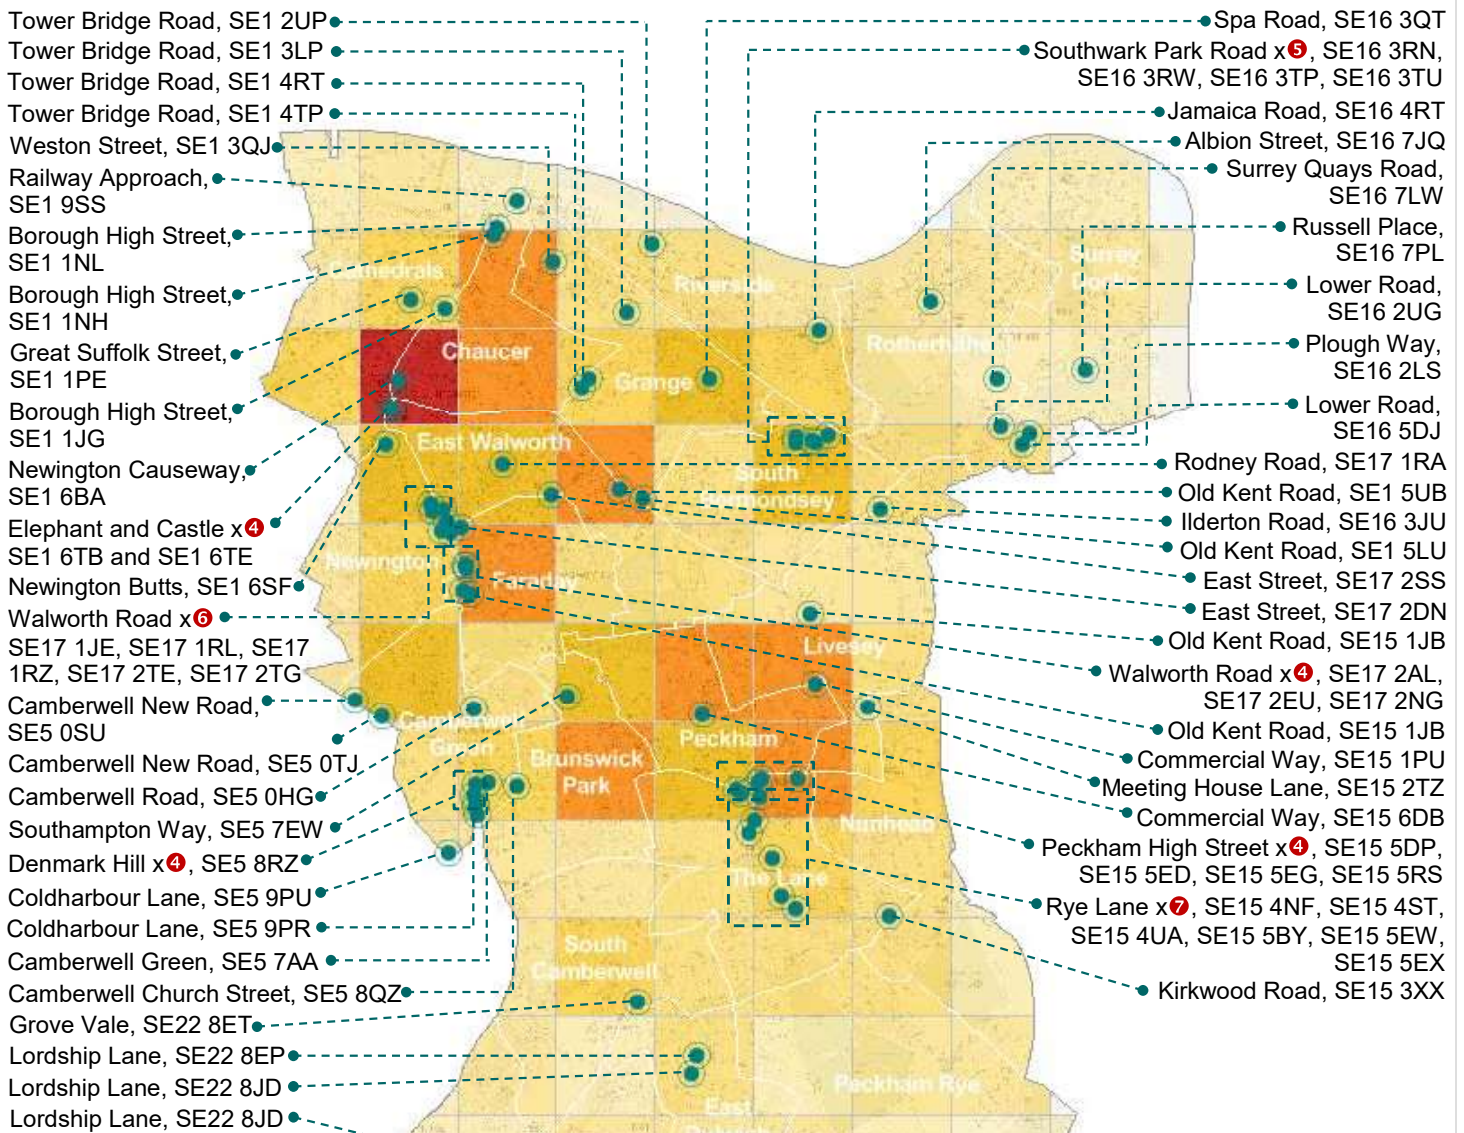 Tower Bridge Road, SE1 2UP
Tower Bridge Road, SE1 3LP
Tower Bridge Road, SE1 4RT
Tower Bridge Road, SE1 4TP
Weston Street, SE1 3QJ
Railway Approach,
SE1 9SS
Borough High Street,
SE1 1NL
Borough High Street,
SE1 1NH
Great Suffolk Street,
SE1 1PE
Borough High Street,
SE1 1JG
Newington Causeway,
SE1 6BA
Elephant and Castle x4
SE1 6TB and SE1 6TE
Newington Butts, SE1 6SF
Walworth Road x6
SE17 1JE, SE17 1RL, SE17
1RZ, SE17 2TE, SE17 2TG
Camberwell New Road,
SE5 0SU
Camberwell New Road, SE5 0TJ
Camberwell Road, SE5 0HG
Southampton Way, SE5 7EW
Denmark Hill x4, SE5 8RZ
Coldharbour Lane, SE5 9PU
Coldharbour Lane, SE5 9PR
Camberwell Green, SE5 7AA
Camberwell Church Street, SE5 8QZ
Grove Vale, SE22 8ET
Lordship Lane, SE22 8EP
Lordship Lane, SE22 8JD
Lordship Lane, SE22 8JD
Cathedrals
Riverside
Surrey
Docks
Chaucer
Rotherhithe
Grange
East Walworth
South
Bermondsey
Newington
Faraday
Livesey
Camberwell
Green
Peckham
Brunswick
Park
Nunhead
The Lane
South
Camberwell
Peckham Rye
East
Spa Road, SE16 3QT
Southwark Park Road x5, SE16 3RN,
SE16 3RW, SE16 3TP, SE16 3TU
Jamaica Road, SE16 4RT
Albion Street, SE16 7JQ
Surrey Quays Road,
SE16 7LW
Russell Place,
SE16 7PL
Lower Road,
SE16 2UG
Plough Way,
SE16 2LS
Lower Road,
SE16 5DJ
Rodney Road, SE17 1RA
Old Kent Road, SE1 5UB
Ilderton Road, SE16 3JU
Old Kent Road, SE1 5LU
East Street, SE17 2SS
East Street, SE17 2DN
Old Kent Road, SE15 1JB
Walworth Road x4, SE17 2AL,
SE17 2EU, SE17 2NG
Old Kent Road, SE15 1JB
Commercial Way, SE15 1PU
Meeting House Lane, SE15 2TZ
Commercial Way, SE15 6DB
Peckham High Street x4, SE15 5DP,
SE15 5ED, SE15 5EG, SE15 5RS
Rye Lane x7, SE15 4NF, SE15 4ST,
SE15 4UA, SE15 5BY, SE15 5EW,
SE15 5EX
Kirkwood Road, SE15 3XX